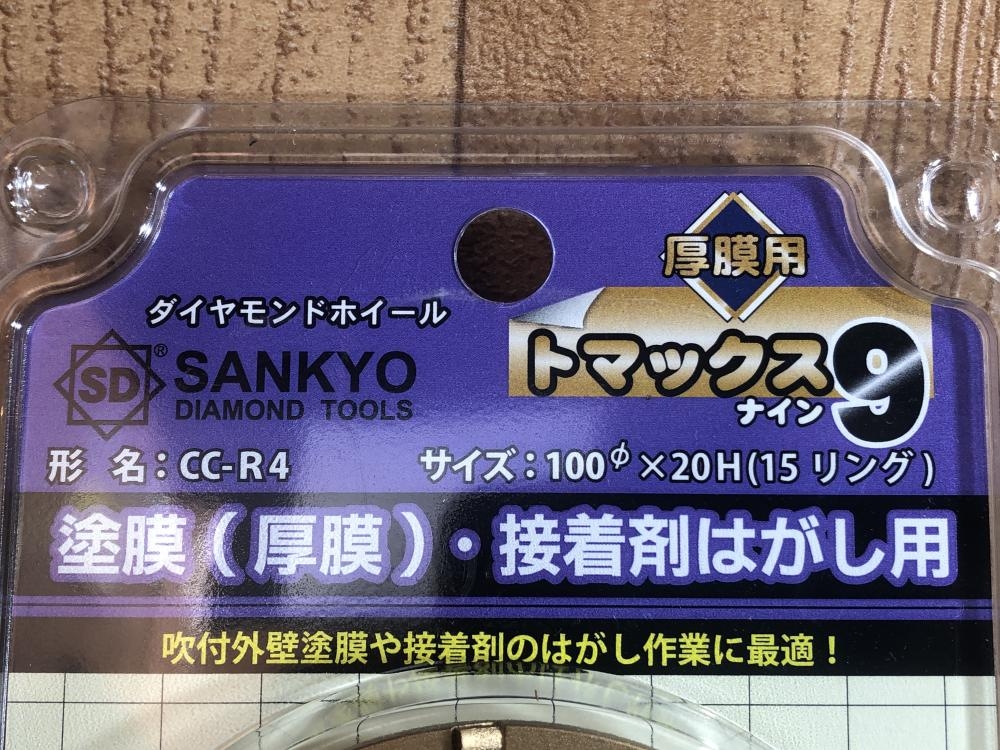 厚膜用
ダイヤモンドホイール
トマックス9
ナイン
SD® SANKYO
DIAMOND TOOLS
形 名：CC-R4 サイズ：100φ×20H(15リング)
塗膜（厚膜）・接着剤はがし用
吹付外壁塗膜や接着剤のはがし作業に最適！